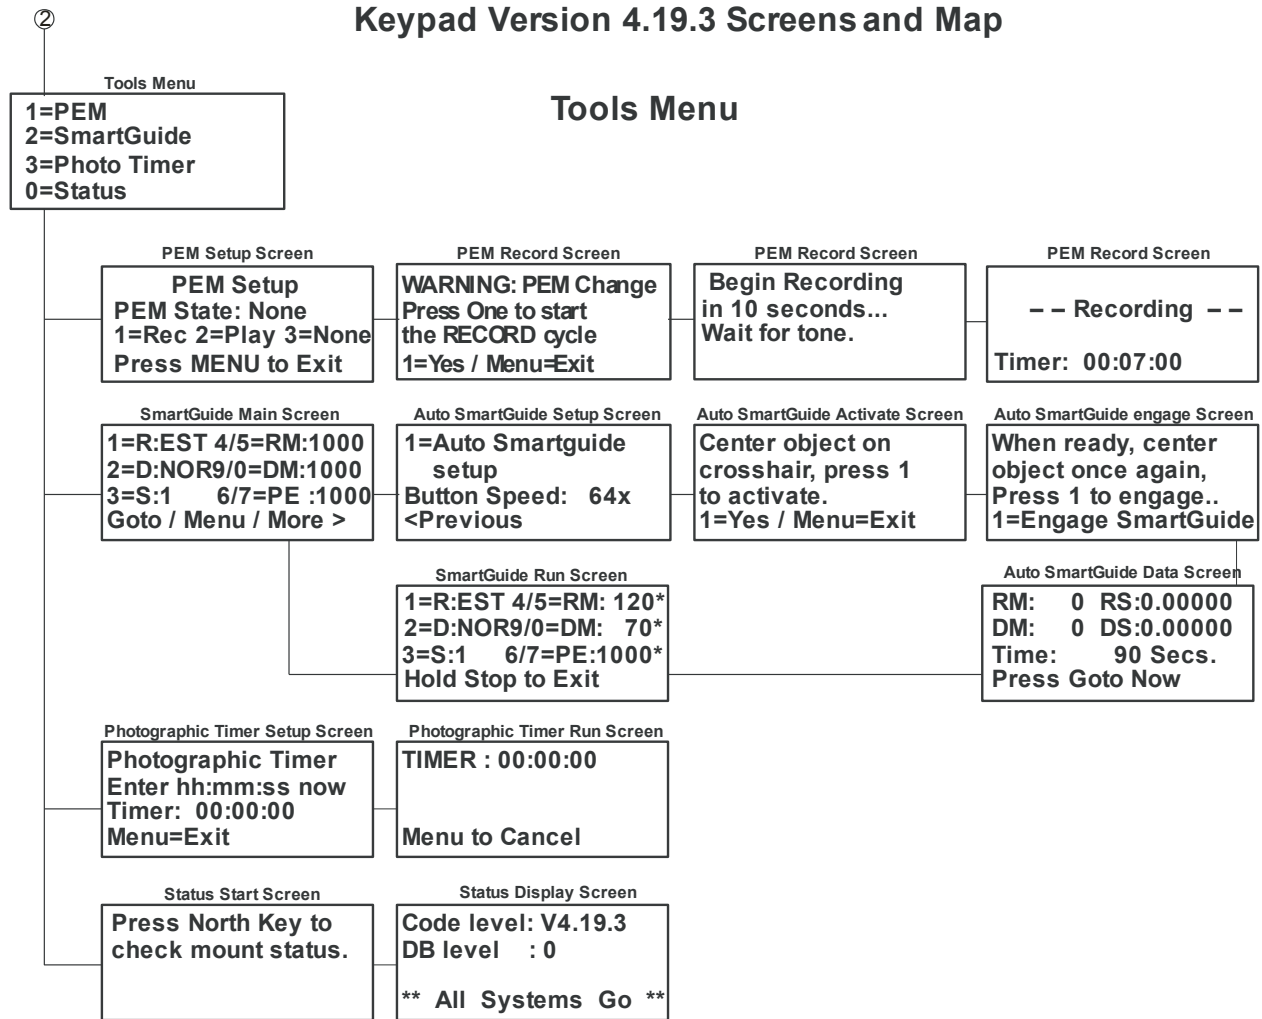 ②
Keypad Version 4.19.3 Screens and Map
Tools Menu
1=PEM
2=SmartGuide
3=Photo Timer
0=Status
Tools Menu
PEM Setup Screen
PEM Setup
PEM State: None
1=Rec 2=Play 3=None
Press MENU to Exit
PEM Record Screen
WARNING: PEM Change
Press One to start
the RECORD cycle
1=Yes / Menu=Exit
PEM Record Screen
Begin Recording
in 10 seconds...
Wait for tone.
PEM Record Screen
– – Recording – –
Timer: 00:07:00
SmartGuide Main Screen
1=R:EST 4/5=RM:1000
2=D:NOR9/0=DM:1000
3=S:1 6/7=PE :1000
Goto / Menu / More >
Auto SmartGuide Setup Screen
1=Auto Smartguide
setup
Button Speed: 64x
<Previous
Auto SmartGuide Activate Screen
Center object on
crosshair, press 1
to activate.
1=Yes / Menu=Exit
Auto SmartGuide engage Screen
When ready, center
object once again,
Press 1 to engage..
1=Engage SmartGuide
SmartGuide Run Screen
1=R:EST 4/5=RM: 120*
2=D:NOR9/0=DM: 70*
3=S:1 6/7=PE:1000*
Hold Stop to Exit
Auto SmartGuide Data Screen
RM: 0 RS:0.00000
DM: 0 DS:0.00000
Time: 90 Secs.
Press Goto Now
Photographic Timer Setup Screen
Photographic Timer
Enter hh:mm:ss now
Timer: 00:00:00
Menu=Exit
Photographic Timer Run Screen
TIMER : 00:00:00
Menu to Cancel
Status Start Screen
Press North Key to
check mount status.
Status Display Screen
Code level: V4.19.3
DB level : 0
** All Systems Go **